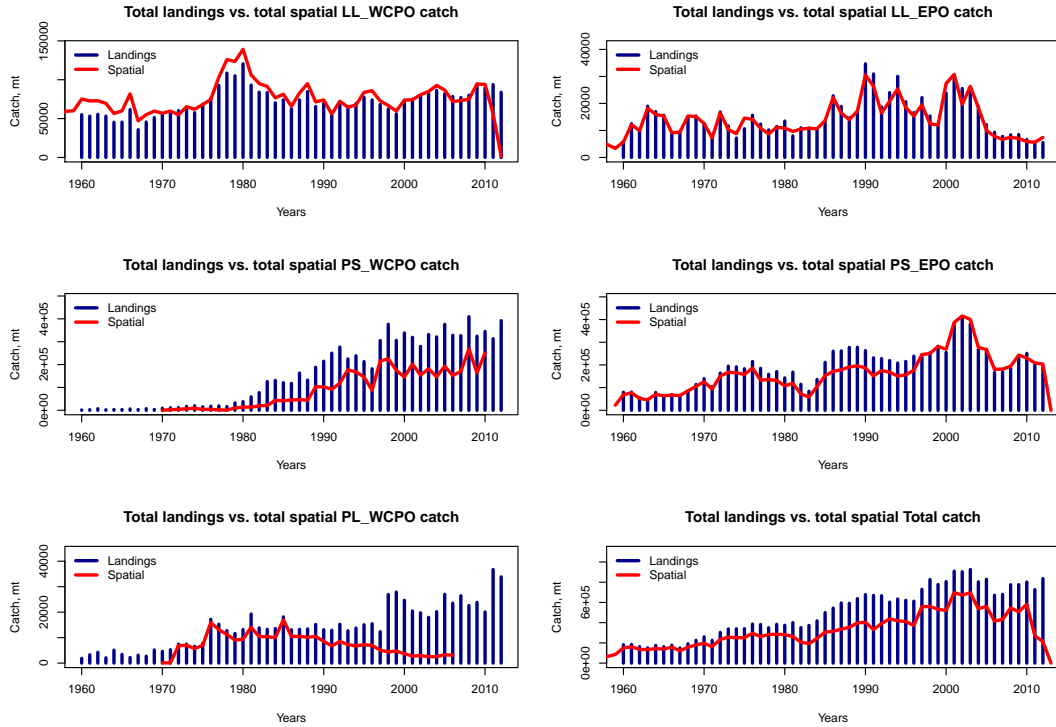 Total landings vs. total spatial LL_WCPO catch
Landings
Spatial
Catch, mt
0 50000 150000
1960 1970 1980 1990 2000 2010
Years
Total landings vs. total spatial LL_EPO catch
Landings
Spatial
Catch, mt
0 20000 40000
1960 1970 1980 1990 2000 2010
Years
Total landings vs. total spatial PS_WCPO catch
Landings
Spatial
Catch, mt
0e+00 2e+05 4e+05
1960 1970 1980 1990 2000 2010
Years
Total landings vs. total spatial PS_EPO catch
Landings
Spatial
Catch, mt
0e+00 2e+05 4e+05
1960 1970 1980 1990 2000 2010
Years
Total landings vs. total spatial PL_WCPO catch
Landings
Spatial
Catch, mt
0 20000 40000
1960 1970 1980 1990 2000 2010
Years
Total landings vs. total spatial Total catch
Landings
Spatial
Catch, mt
0e+00 6e+05
1960 1970 1980 1990 2000 2010
Years